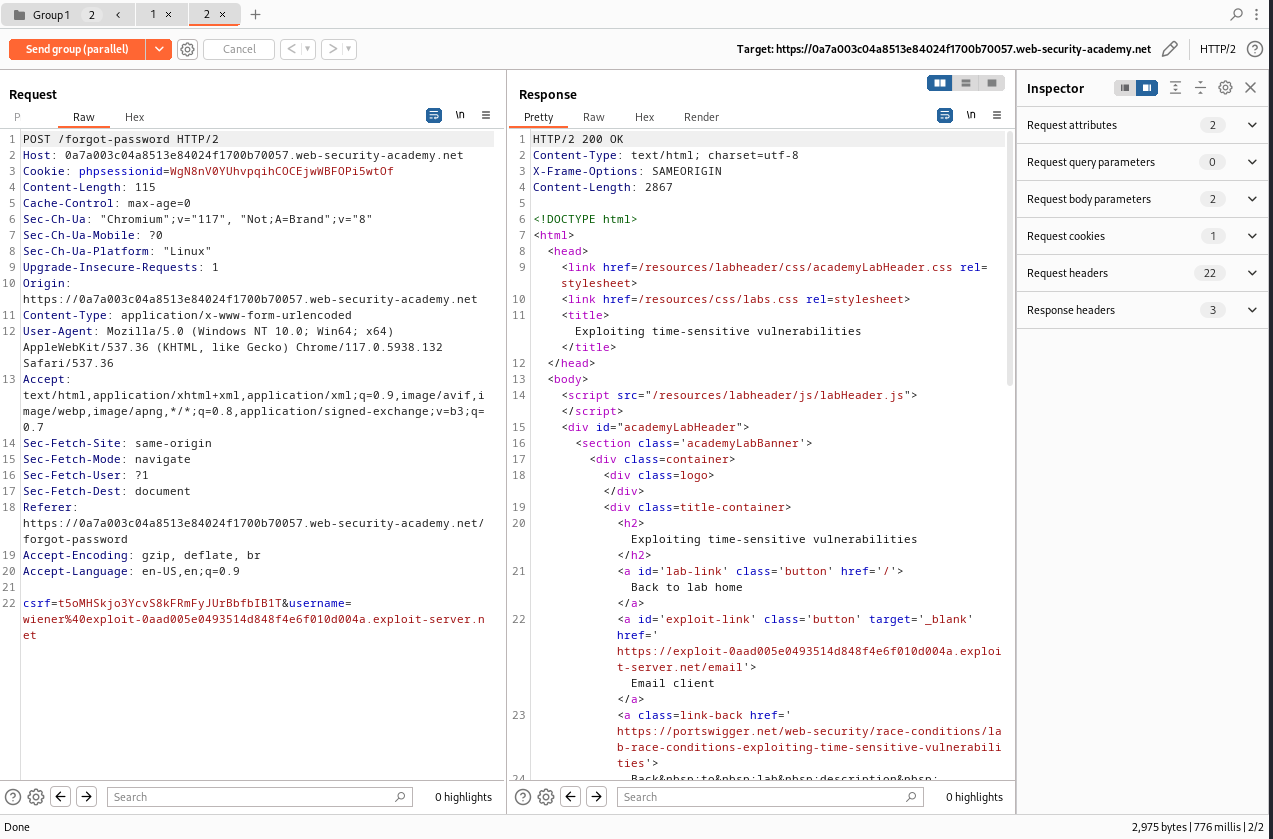 Group1 2
1 ×
2 ×
+
Send group (parallel)
Cancel
Target: https://0a7a003c04a8513e84024f1700b70057.web-security-academy.net
HTTP/2
Request
P
Raw
Hex
\n
1 POST /forgot-password HTTP/2
2 Host: 0a7a003c04a8513e84024f1700b70057.web-security-academy.net
3 Cookie: phpsessionid=WgN8nV0YUhvpqihCOCEjwWBFOPi5wtOf
4 Content-Length: 115
5 Cache-Control: max-age=0
6 Sec-Ch-Ua: "Chromium";v="117", "Not;A=Brand";v="8"
7 Sec-Ch-Ua-Mobile: ?0
8 Sec-Ch-Ua-Platform: "Linux"
9 Upgrade-Insecure-Requests: 1
10 Origin:
https://0a7a003c04a8513e84024f1700b70057.web-security-academy.net
11 Content-Type: application/x-www-form-urlencoded
12 User-Agent: Mozilla/5.0 (Windows NT 10.0; Win64; x64)
AppleWebKit/537.36 (KHTML, like Gecko) Chrome/117.0.5938.132
Safari/537.36
13 Accept:
text/html,application/xhtml+xml,application/xml;q=0.9,image/avif,i
mage/webp,image/apng,*/*;q=0.8,application/signed-exchange;v=b3;q=
0.7
14 Sec-Fetch-Site: same-origin
15 Sec-Fetch-Mode: navigate
16 Sec-Fetch-User: ?1
17 Sec-Fetch-Dest: document
18 Referer:
https://0a7a003c04a8513e84024f1700b70057.web-security-academy.net/
forgot-password
19 Accept-Encoding: gzip, deflate, br
20 Accept-Language: en-US,en;q=0.9
21
22 csrf=t5oMHSkjo3YcvS8kFRmFyJUrBbfbIB1T&username=
wiener%40exploit-0aad005e0493514d848f4e6f010d004a.exploit-server.n
et
Search
0 highlights
Response
Pretty
Raw
Hex
Render
\n
1 HTTP/2 200 OK
2 Content-Type: text/html; charset=utf-8
3 X-Frame-Options: SAMEORIGIN
4 Content-Length: 2867
5
6 <!DOCTYPE html>
7 <html>
8 <head>
9 <link href=/resources/labheader/css/academyLabHeader.css rel=
stylesheet>
10 <link href=/resources/css/labs.css rel=stylesheet>
11 <title>
Exploiting time-sensitive vulnerabilities
</title>
12 </head>
13 <body>
14 <script src="/resources/labheader/js/labHeader.js">
</script>
15 <div id="academyLabHeader">
16 <section class='academyLabBanner'>
17 <div class=container>
18 <div class=logo>
</div>
19 <div class=title-container>
20 <h2>
Exploiting time-sensitive vulnerabilities
</h2>
21 <a id='lab-link' class='button' href='/'>
Back to lab home
</a>
22 <a id='exploit-link' class='button' target='_blank'
href='
https://exploit-0aad005e0493514d848f4e6f010d004a.exploi
t-server.net/email'>
Email client
</a>
23 <a class=link-back href='
https://portswigger.net/web-security/race-conditions/la
b-race-conditions-exploiting-time-sensitive-vulnerabili
ties'>
24 Back&nbsp;to&nbsp;lab&nbsp;description&nbsp;
Search
0 highlights
Inspector
Request attributes 2
Request query parameters 0
Request body parameters 2
Request cookies 1
Request headers 22
Response headers 3
Done
2,975 bytes | 776 millis | 2/2